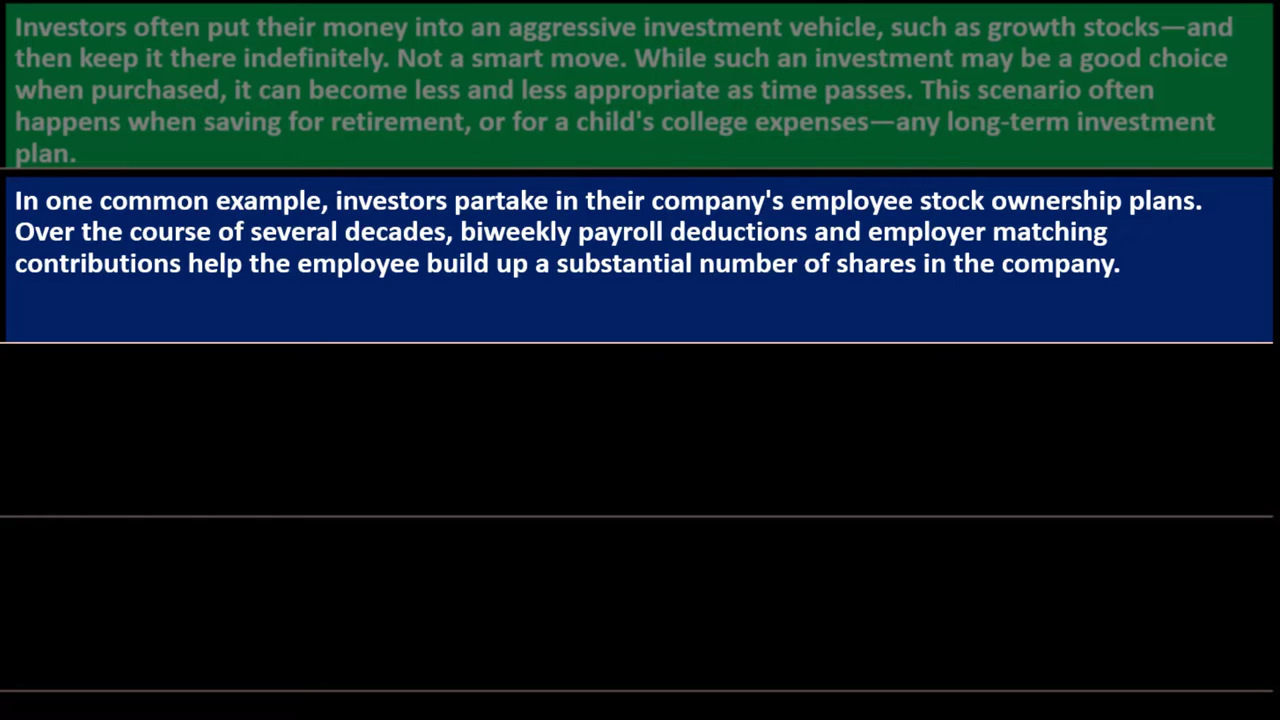 Investors often put their money into an aggressive investment vehicle, such as growth stocks—and
then keep it there indefinitely. Not a smart move. While such an investment may be a good choice
when purchased, it can become less and less appropriate as time passes. This scenario often
happens when saving for retirement, or for a child's college expenses—any long-term investment
plan.
In one common example, investors partake in their company's employee stock ownership plans.
Over the course of several decades, biweekly payroll deductions and employer matching
contributions help the employee build up a substantial number of shares in the company.